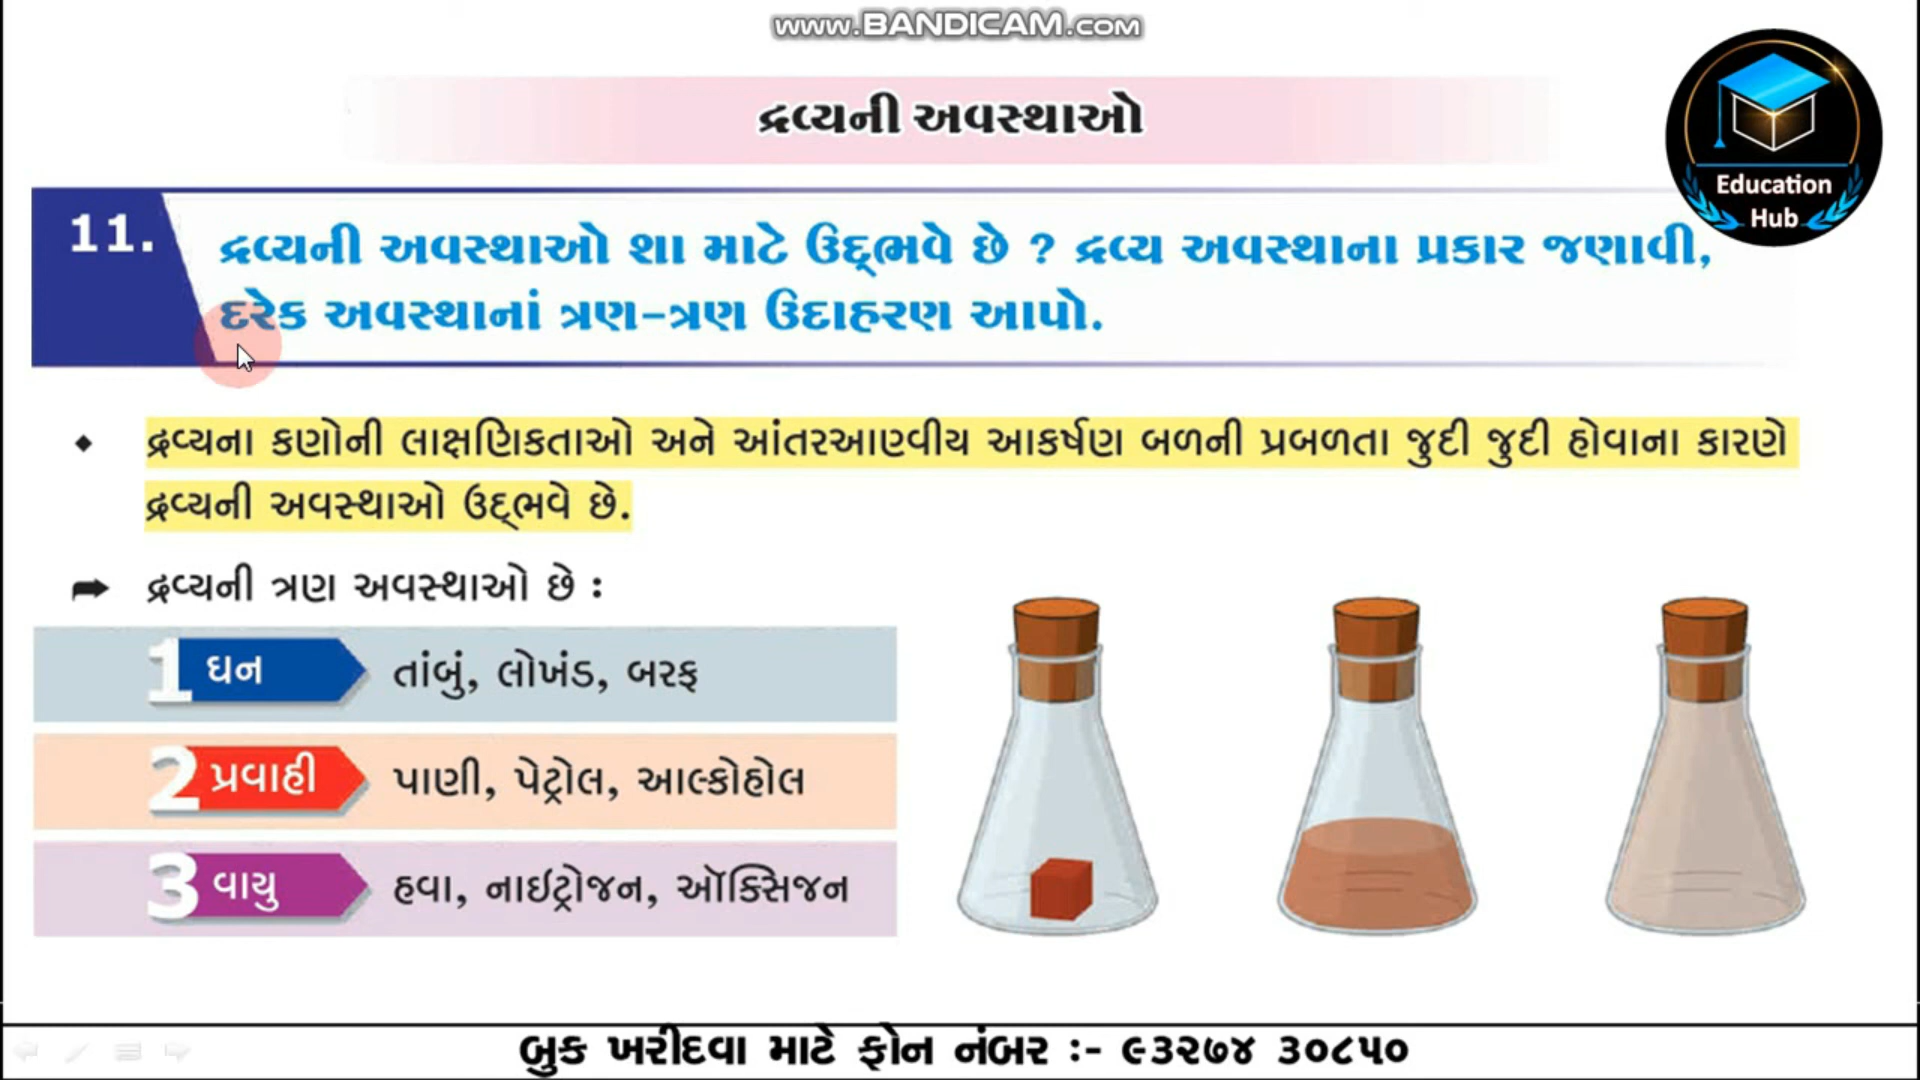 www.BANDICAM.com
દ્રવ્યની અવસ્થાઓ
Education
Hub
11.
દ્રવ્યની અવસ્થાઓ શા માટે ઉદ્ભવે છે ? દ્રવ્ય અવસ્થાના પ્રકાર જણાવી,
દરેક અવસ્થાનાં ત્રણ-ત્રણ ઉદાહરણ આપો.
◆ દ્રવ્યના કણોની લાક્ષણિકતાઓ અને આંતરઆણ્વીય આકર્ષણ બળની પ્રબળતા જુદી જુદી હોવાના કારણે
દ્રવ્યની અવસ્થાઓ ઉદ્ભવે છે.
➦ દ્રવ્યની ત્રણ અવસ્થાઓ છે :
1 ઘન તાંબું, લોખંડ, બરફ
2 પ્રવાહી પાણી, પેટ્રોલ, આલ્કોહોલ
3 વાયુ હવા, નાઈટ્રોજન, ઑક્સિજન
બુક ખરીદવા માટે ફોન નંબર :- ૯૩૨૭૪ ૩૦૮૫૦